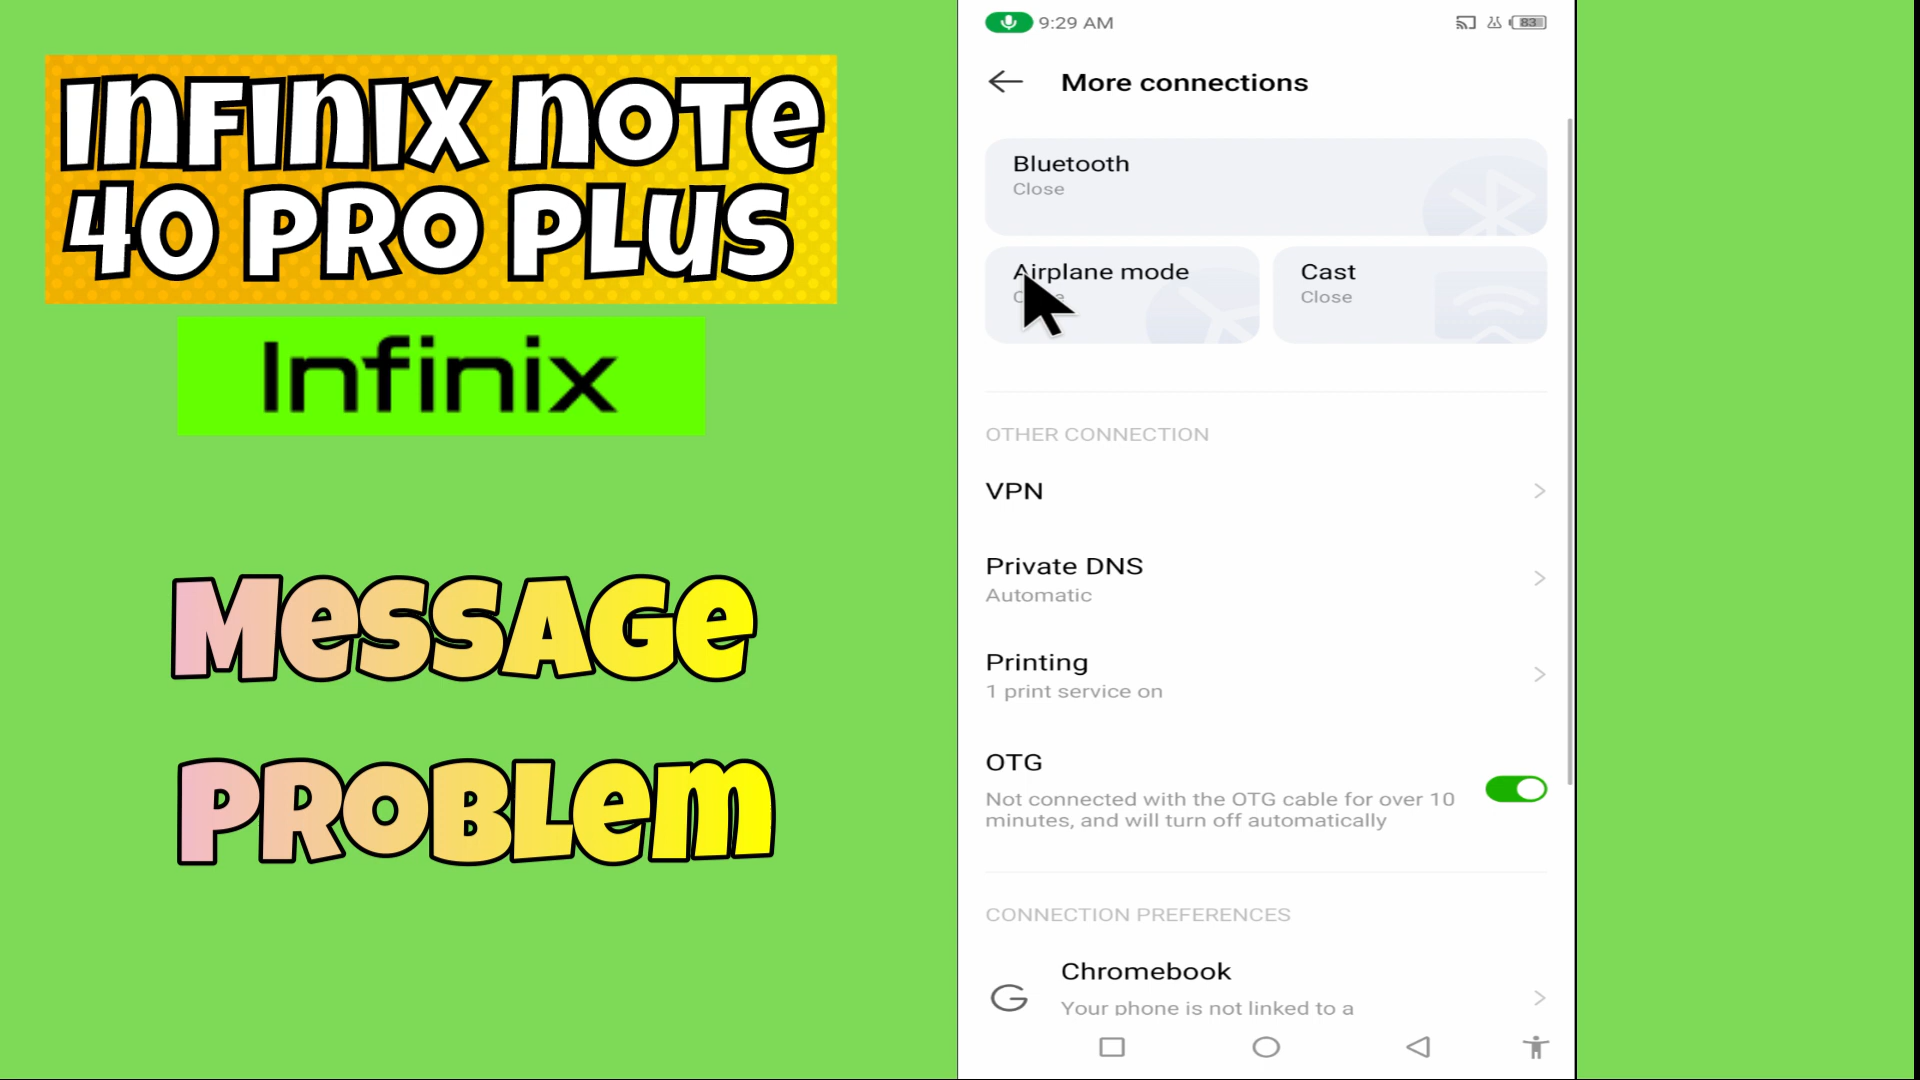 INFINIX NOTE
40 PRO PLUS
Infinix
MESSAGE
PROBLEM
9:29 AM
83
More connections
Bluetooth
Close
Airplane mode
Cast
Close
OTHER CONNECTION
VPN
Private DNS
Automatic
Printing
1 print service on
OTG
Not connected with the OTG cable for over 10
minutes, and will turn off automatically
CONNECTION PREFERENCES
Chromebook
Your phone is not linked to a